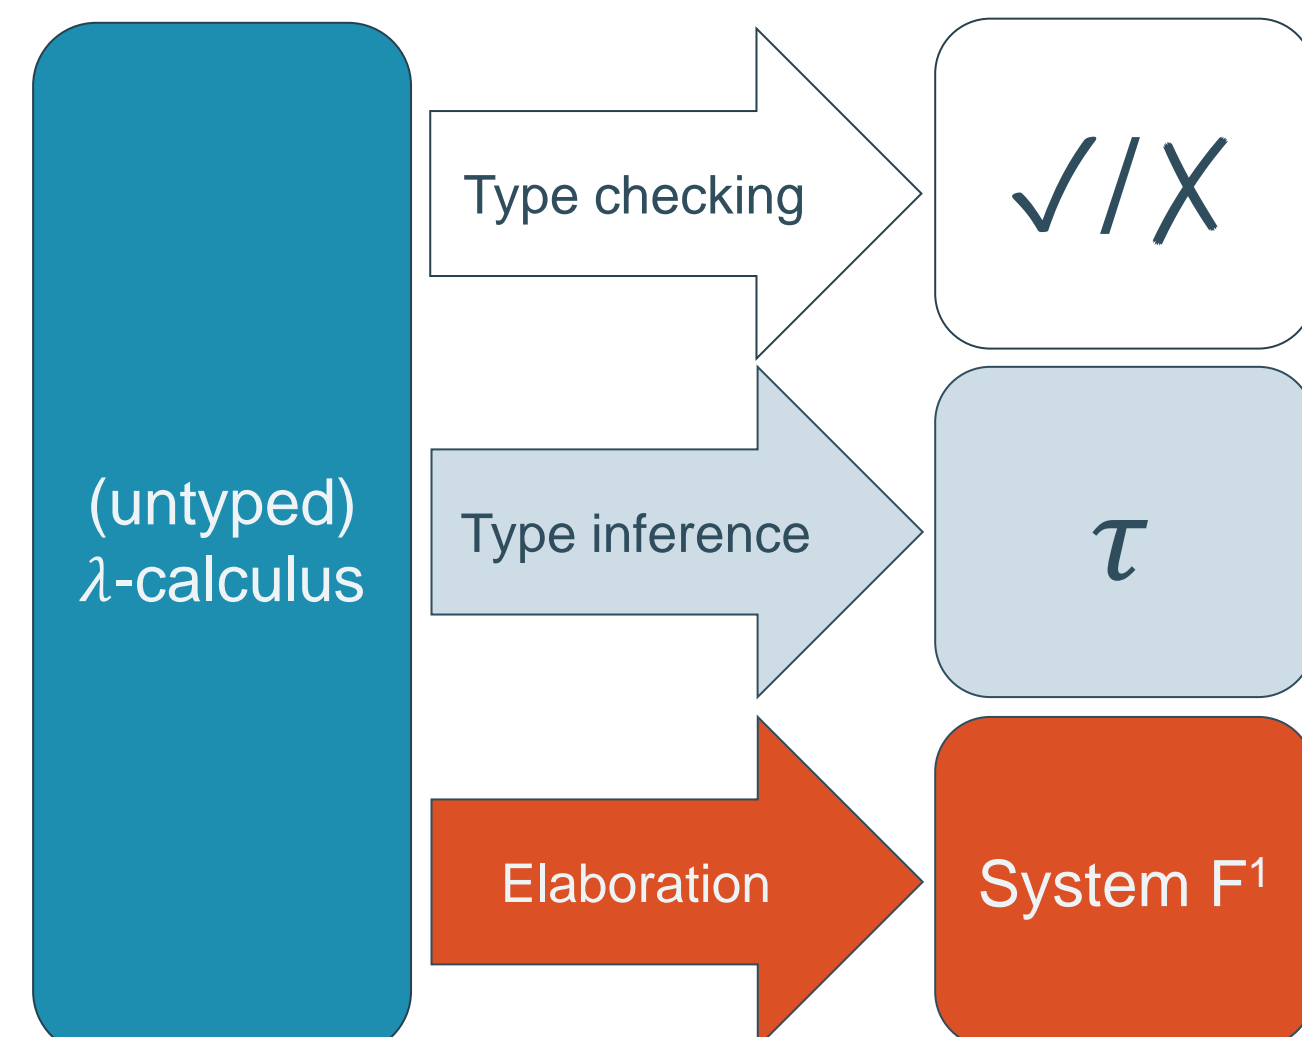 (untyped)
λ-calculus
Type checking
✓/✗
Type inference
τ
Elaboration
System F¹